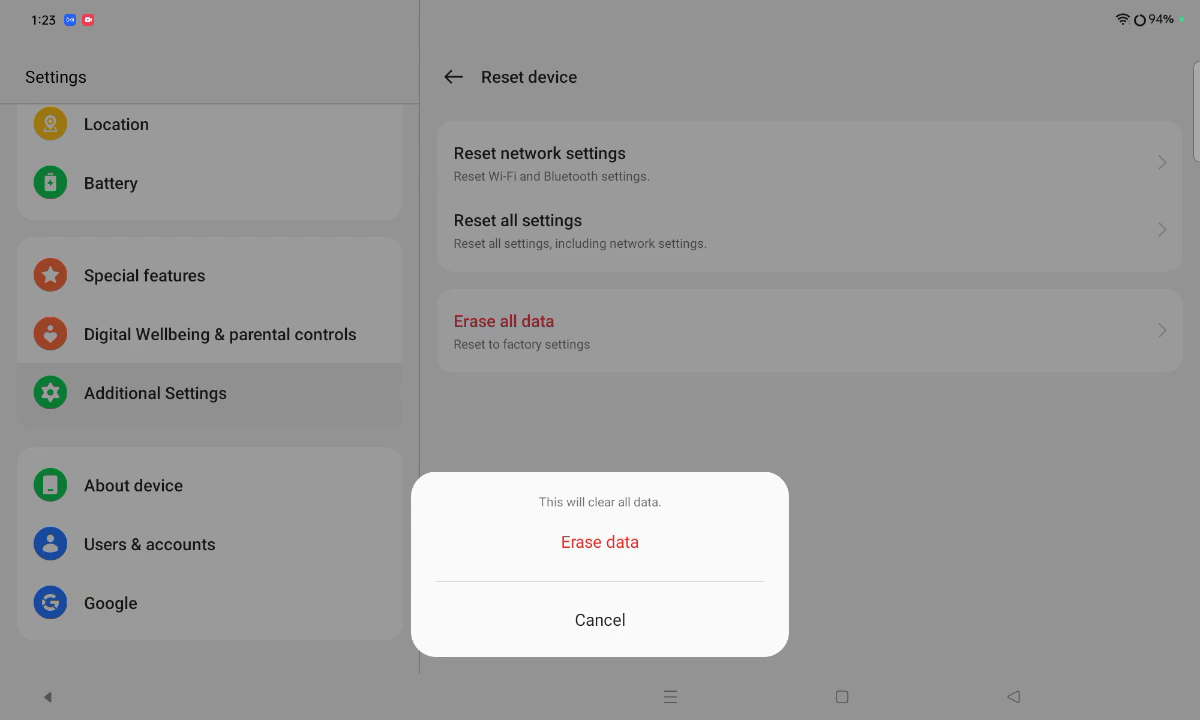 1:23
94%
Settings
Location
Battery
Special features
Digital Wellbeing & parental controls
Additional Settings
About device
Users & accounts
Google
Reset device
Reset network settings
Reset Wi-Fi and Bluetooth settings.
Reset all settings
Reset all settings, including network settings.
Erase all data
Reset to factory settings
This will clear all data.
Erase data
Cancel